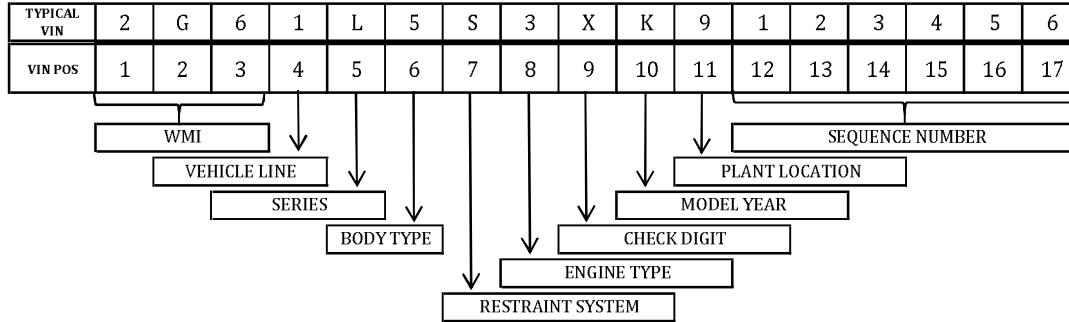 TYPICAL VIN 2 G 6 1 L 5 S 3 X K 9 1 2 3 4 5 6
VIN POS 1 2 3 4 5 6 7 8 9 10 11 12 13 14 15 16 17
WMI SEQUENCE NUMBER
VEHICLE LINE PLANT LOCATION
SERIES MODEL YEAR
BODY TYPE CHECK DIGIT
ENGINE TYPE
RESTRAINT SYSTEM